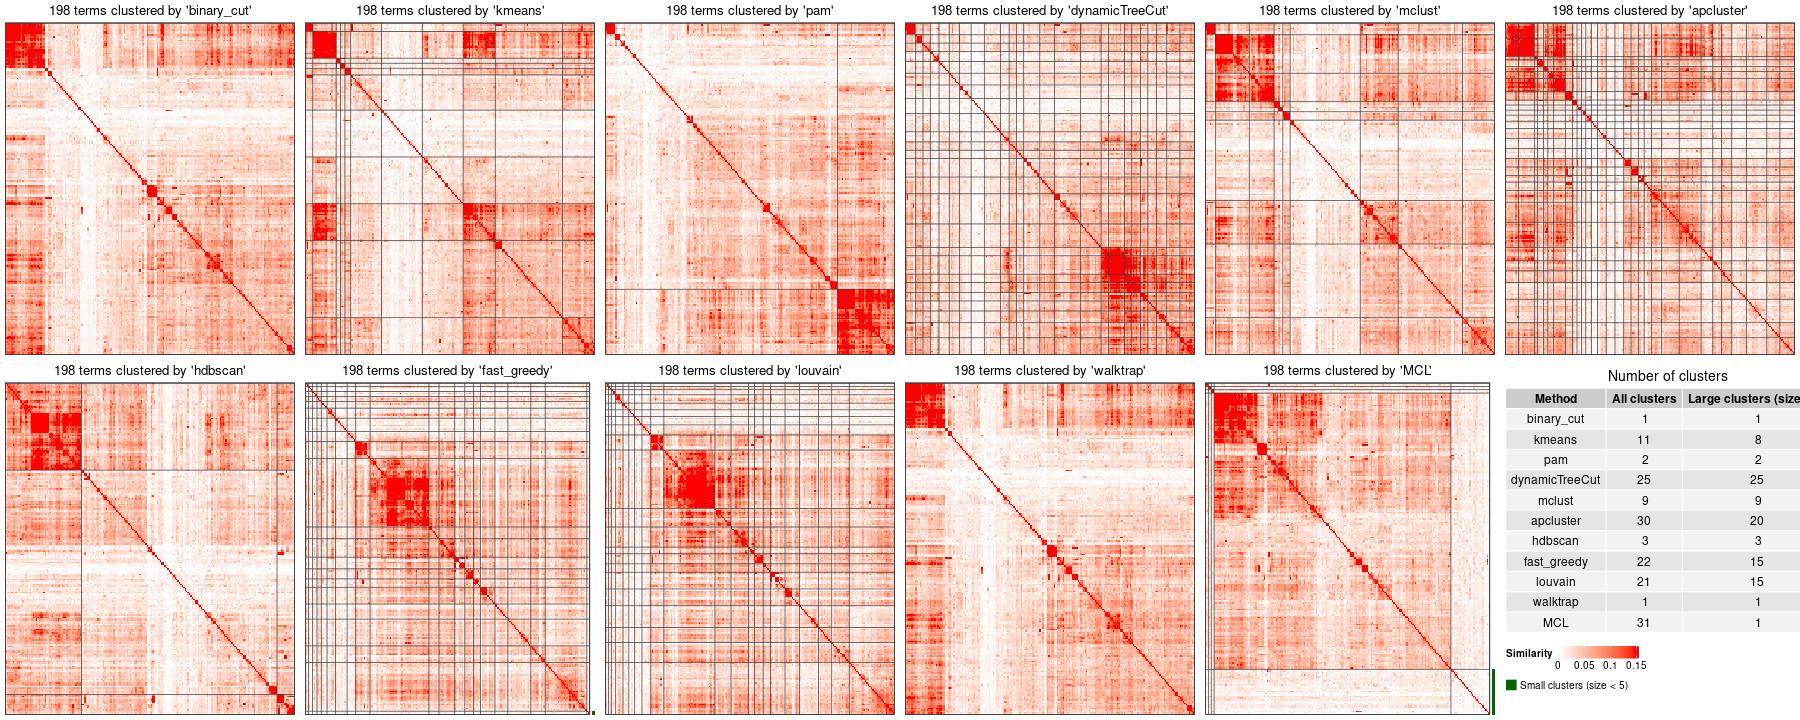 198 terms clustered by 'binary_cut'
198 terms clustered by 'kmeans'
198 terms clustered by 'pam'
198 terms clustered by 'dynamicTreeCut'
198 terms clustered by 'mclust'
198 terms clustered by 'apcluster'
198 terms clustered by 'hdbscan'
198 terms clustered by 'fast_greedy'
198 terms clustered by 'louvain'
198 terms clustered by 'walktrap'
198 terms clustered by 'MCL'
Number of clusters
Method All clusters Large clusters (size
binary_cut 1 1
kmeans 11 8
pam 2 2
dynamicTreeCut 25 25
mclust 9 9
apcluster 30 20
hdbscan 3 3
fast_greedy 22 15
louvain 21 15
walktrap 1 1
MCL 31 1
Similarity
0 0.05 0.1 0.15
Small clusters (size < 5)